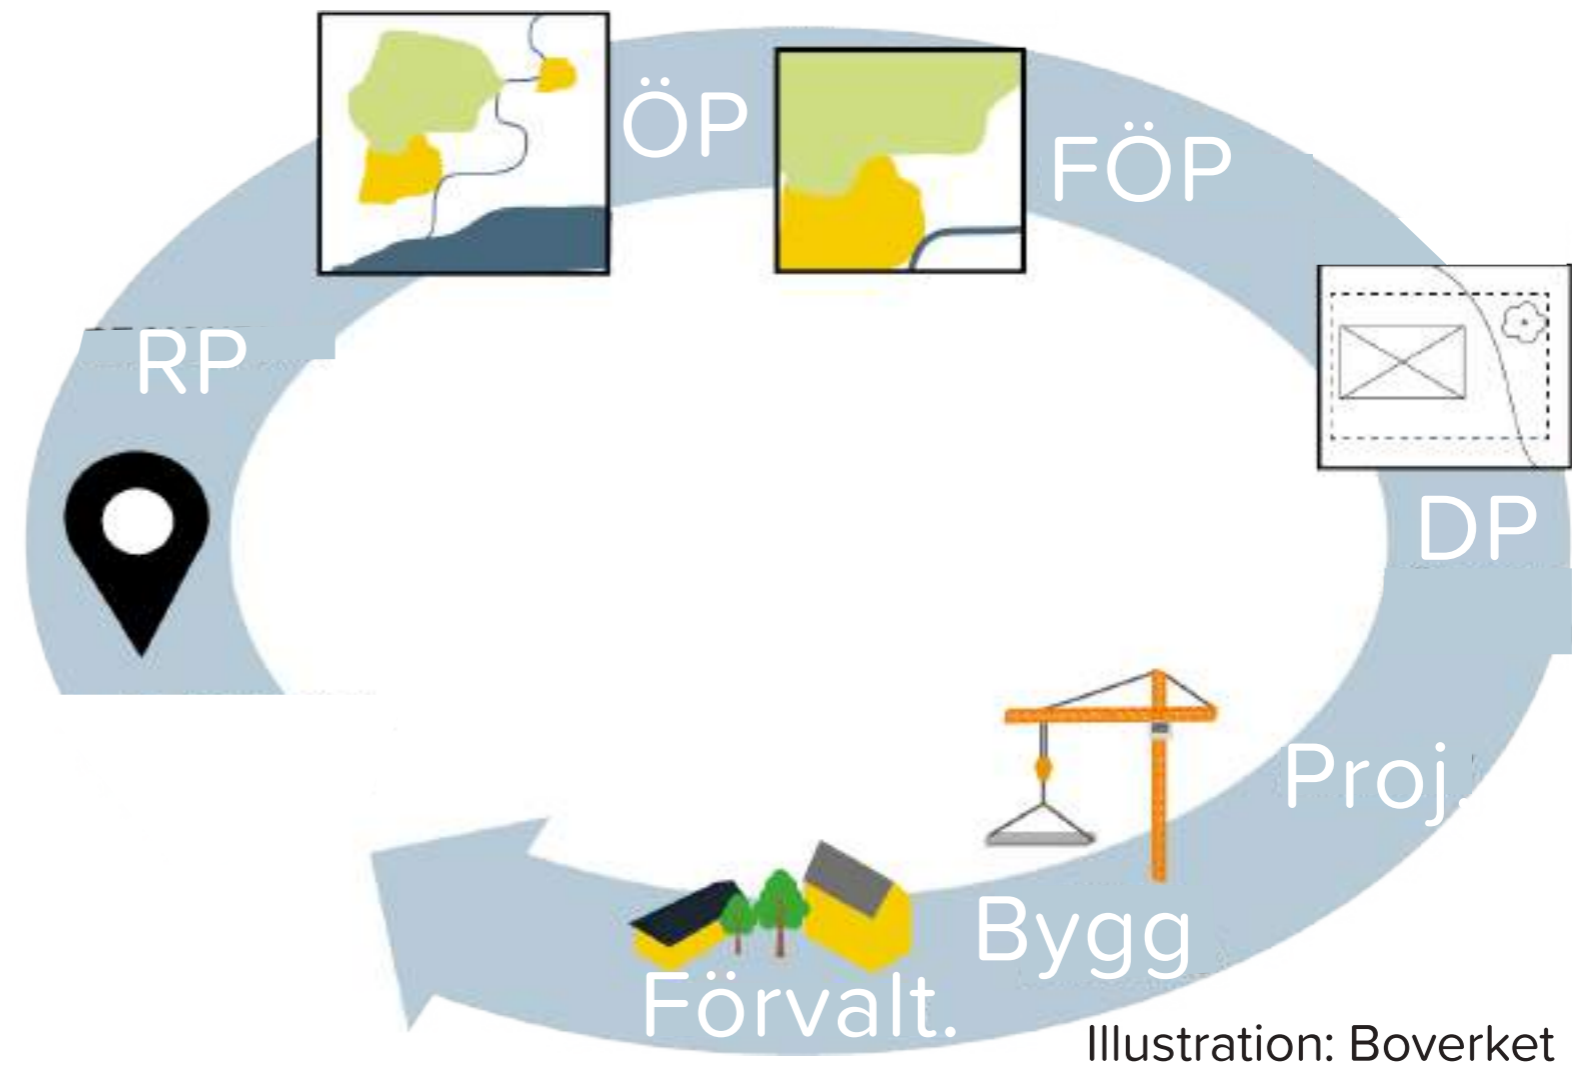 ÖP
FÖP
RP
DP
Proj.
Bygg
Förvalt.
Illustration: Boverket